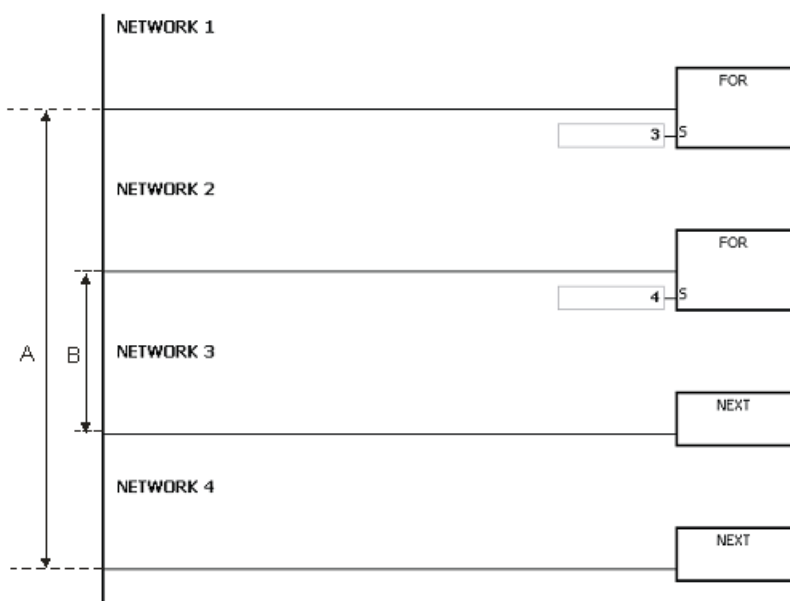 NETWORK 1
FOR
3 S
NETWORK 2
FOR
4 S
A B
NETWORK 3
NEXT
NETWORK 4
NEXT